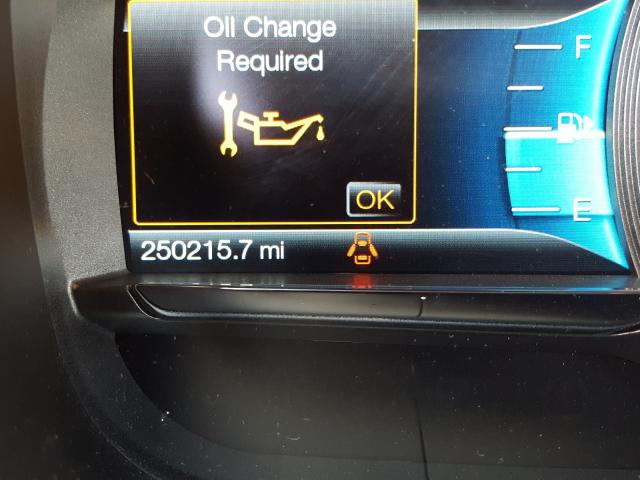 Oil Change
Required
OK
F
E
250215.7 mi